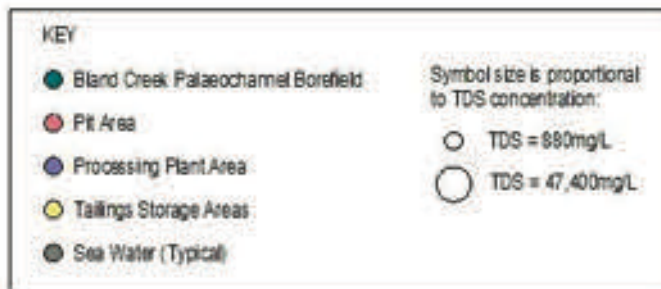 KEY
Bland Creek Palaeochannel Borefield
Pit Area
Processing Plant Area
Tailings Storage Areas
Sea Water (Typical)
Symbol size is proportional
to TDS concentration:
TDS = 880mg/L
TDS = 47,400mg/L